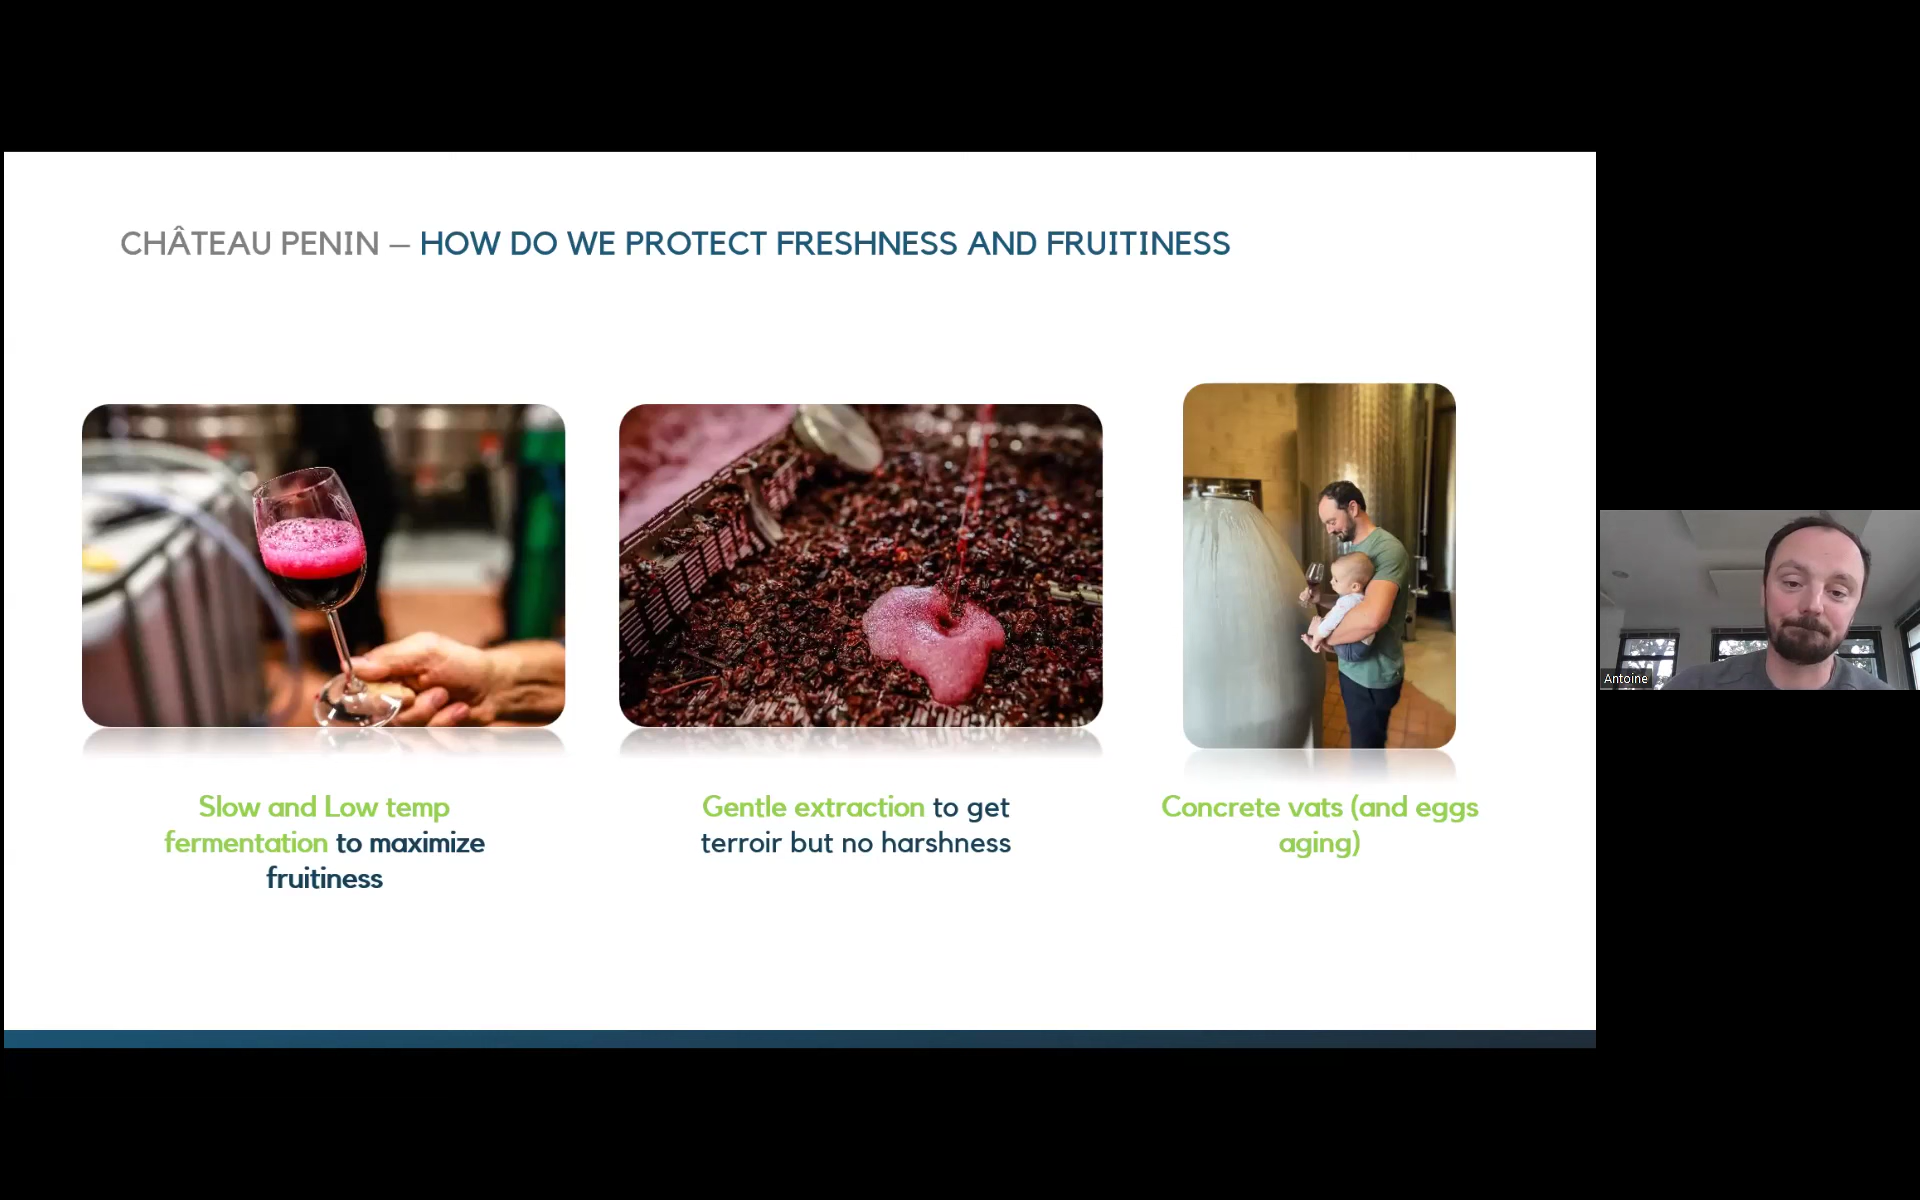 CHÂTEAU PENIN – HOW DO WE PROTECT FRESHNESS AND FRUITINESS
Slow and Low temp
fermentation to maximize
fruitiness
Gentle extraction to get
terroir but no harshness
Concrete vats (and eggs
aging)
Antoine